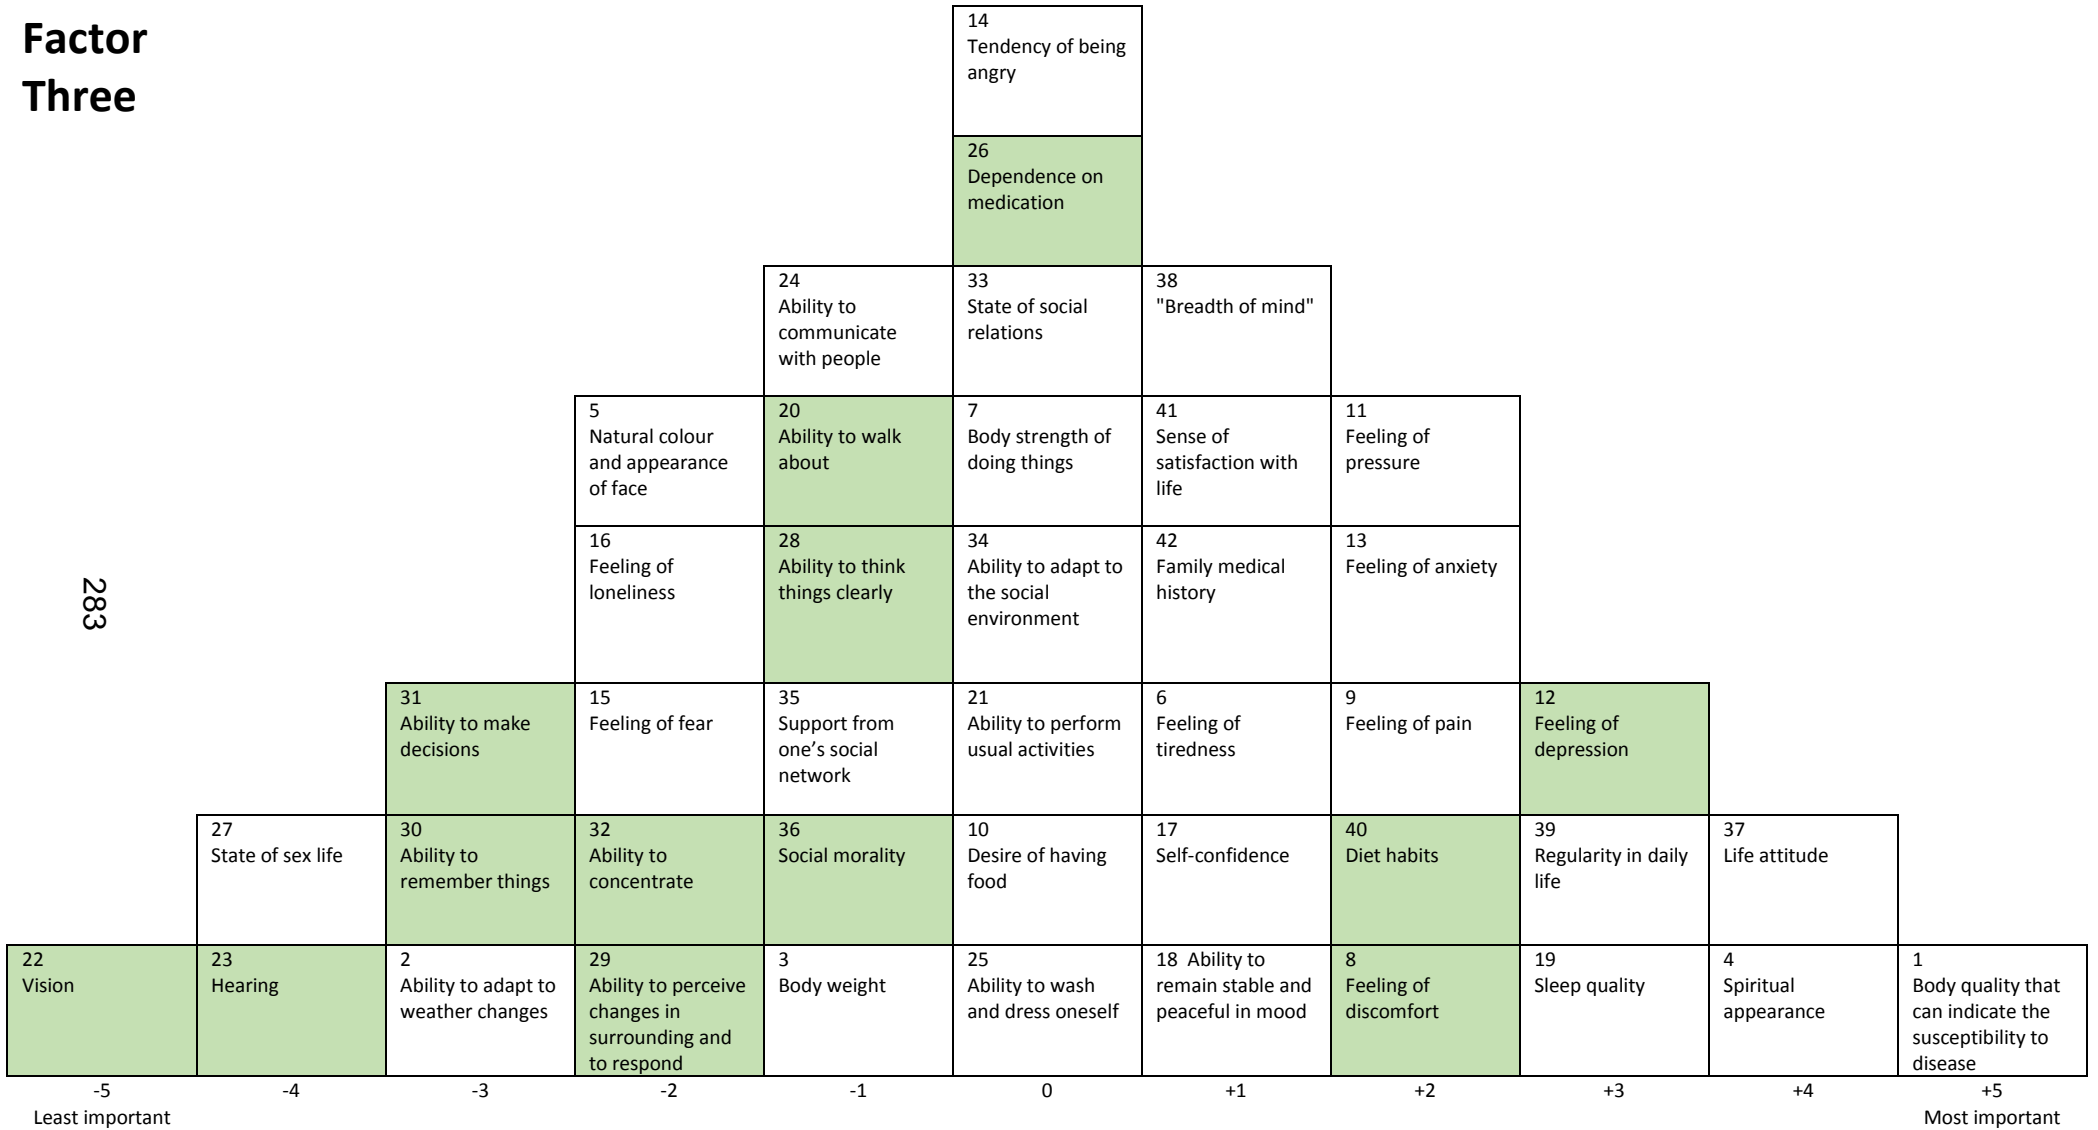 Factor
Three
14
Tendency of being
angry
26
Dependence on
medication
24
Ability to
communicate
with people
33
State of social
relations
38
"Breadth of mind"
5
Natural colour
and appearance
of face
20
Ability to walk
about
7
Body strength of
doing things
41
Sense of
satisfaction with
life
11
Feeling of
pressure
16
Feeling of
loneliness
28
Ability to think
things clearly
34
Ability to adapt to
the social
environment
42
Family medical
history
13
Feeling of anxiety
283
31
Ability to make
decisions
15
Feeling of fear
35
Support from
one’s social
network
21
Ability to perform
usual activities
6
Feeling of
tiredness
9
Feeling of pain
12
Feeling of
depression
27
State of sex life
30
Ability to
remember things
32
Ability to
concentrate
36
Social morality
10
Desire of having
food
17
Self-confidence
40
Diet habits
39
Regularity in daily
life
37
Life attitude
22
Vision
23
Hearing
2
Ability to adapt to
weather changes
29
Ability to perceive
changes in
surrounding and
to respond
3
Body weight
25
Ability to wash
and dress oneself
18 Ability to
remain stable and
peaceful in mood
8
Feeling of
discomfort
19
Sleep quality
4
Spiritual
appearance
1
Body quality that
can indicate the
susceptibility to
disease
-5
-4
-3
-2
-1
0
+1
+2
+3
+4
+5
Least important
Most important